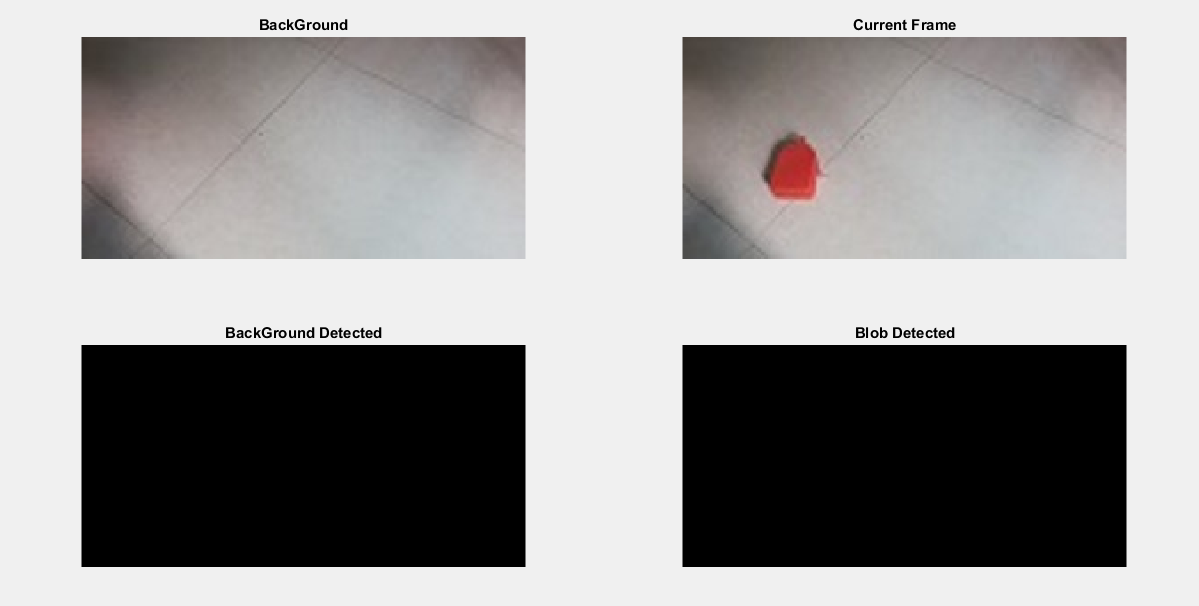 BackGround
Current Frame
BackGround Detected
Blob Detected